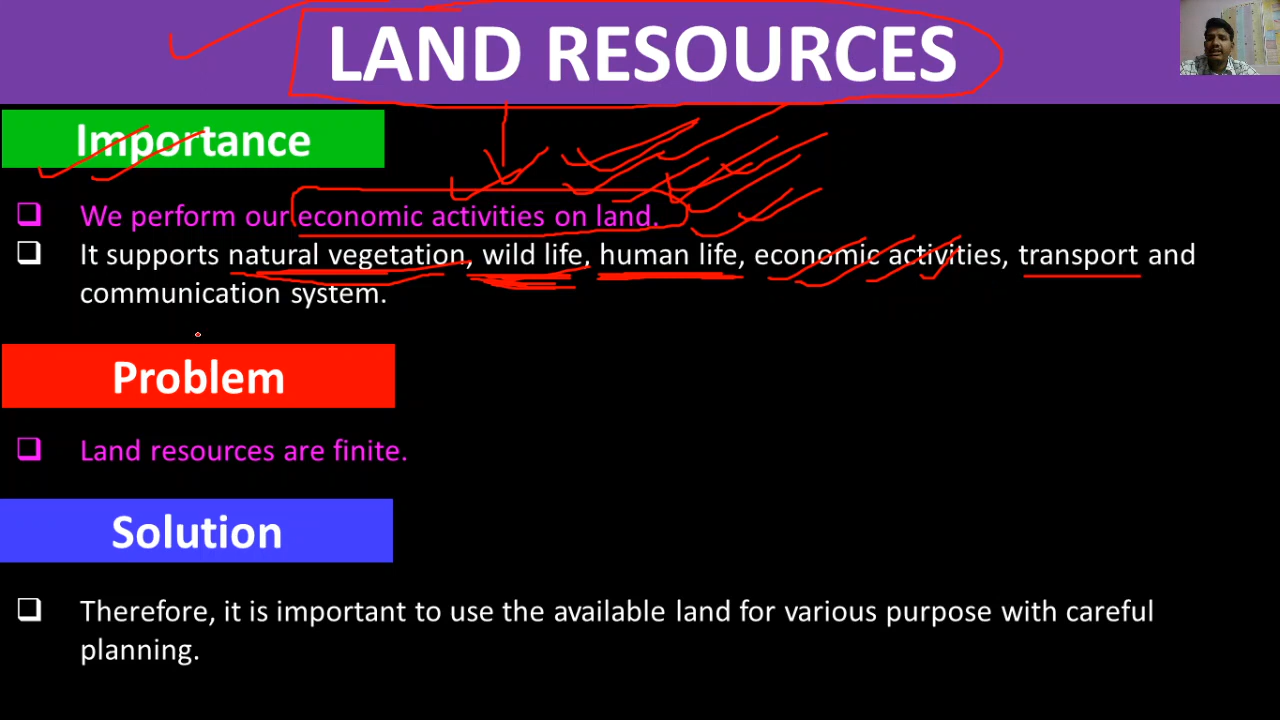 LAND RESOURCES
Importance
We perform our economic activities on land.
It supports natural vegetation, wild life, human life, economic activities, transport and
communication system.
Problem
Land resources are finite.
Solution
Therefore, it is important to use the available land for various purpose with careful
planning.